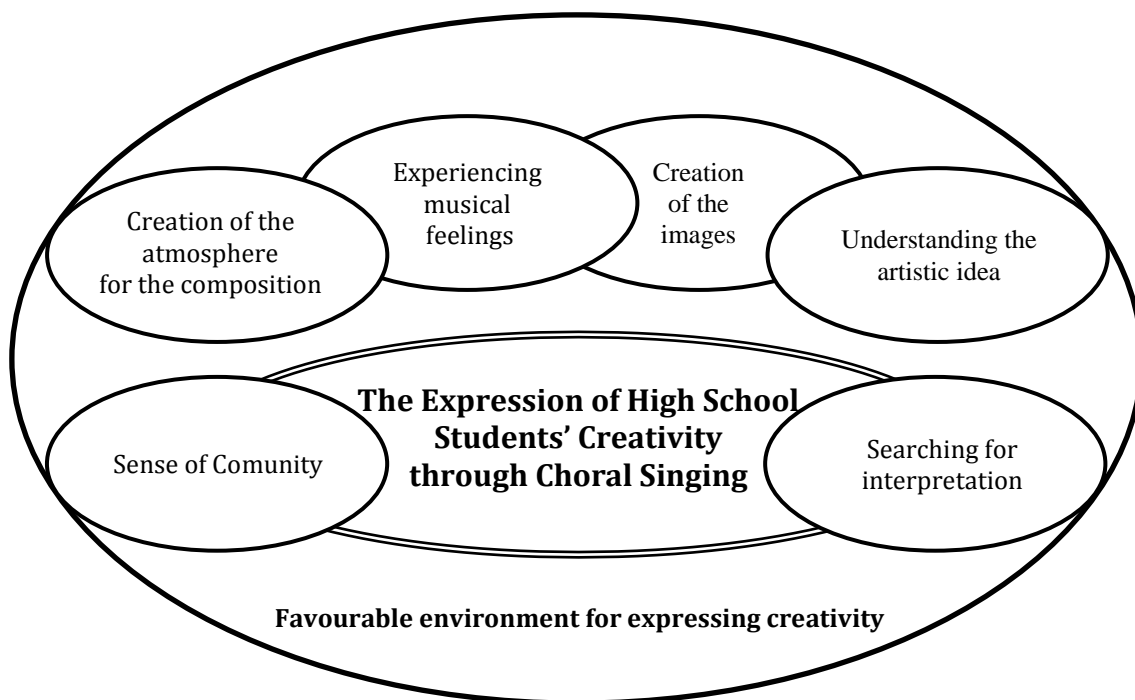 Experiencing
musical
feelings
Creation
of the
images
Creation of the
atmosphere
for the composition
Understanding the
artistic idea
The Expression of High School
Students’ Creativity
through Choral Singing
Sense of Comunity
Searching for
interpretation
Favourable environment for expressing creativity